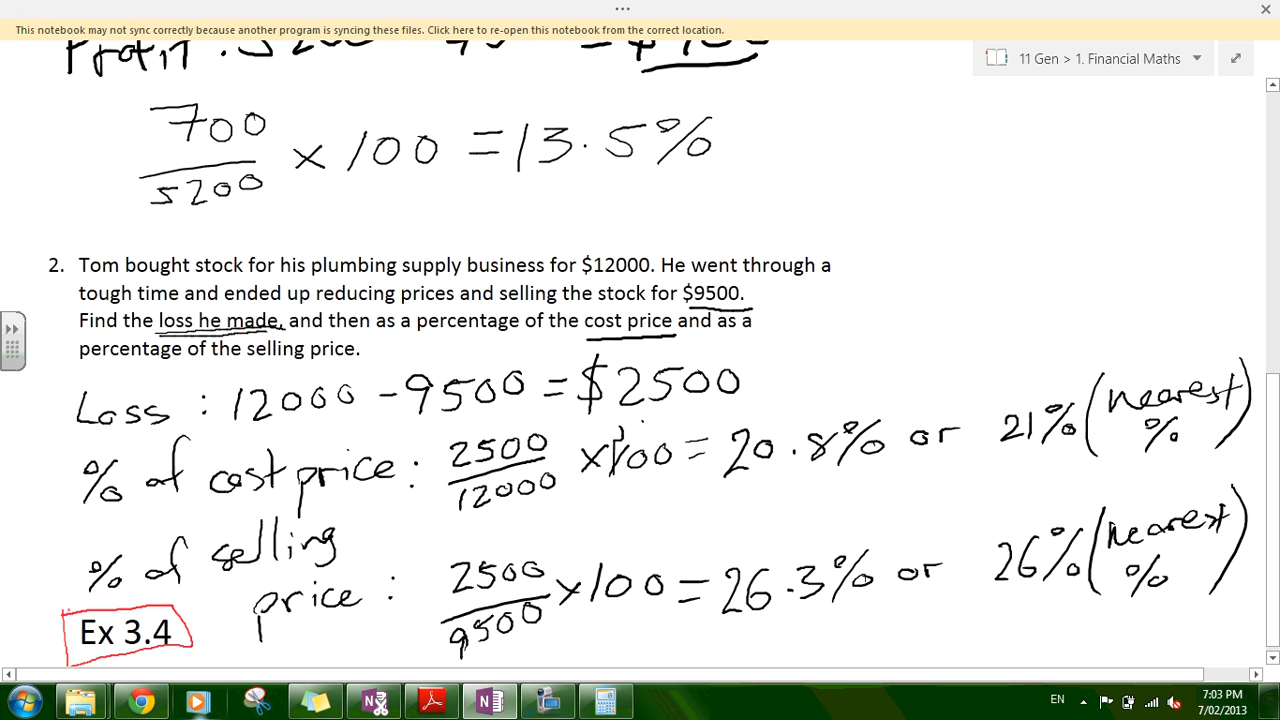 This notebook may not sync correctly because another program is syncing these files. Click here to re-open this notebook from the correct location.
11 Gen > 1. Financial Maths
Profit : 5200
700/5200 × 100 = 13.5%
2. Tom bought stock for his plumbing supply business for $12000. He went through a
tough time and ended up reducing prices and selling the stock for $9500.
Find the loss he made, and then as a percentage of the cost price and as a
percentage of the selling price.
Loss : 12000 - 9500 = $2500
% of cost price : 2500/12000 × 100 = 20.8% or 21% (nearest %)
% of selling
price : 2500/9500 × 100 = 26.3% or 26% (nearest %)
Ex 3.4
EN
7:03 PM
7/02/2013